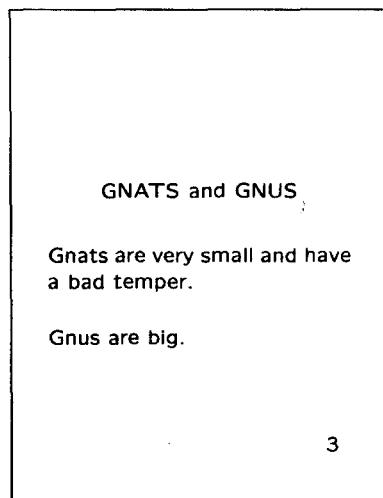 GNATS and GNUS
Gnats are very small and have
a bad temper.
Gnus are big.
3